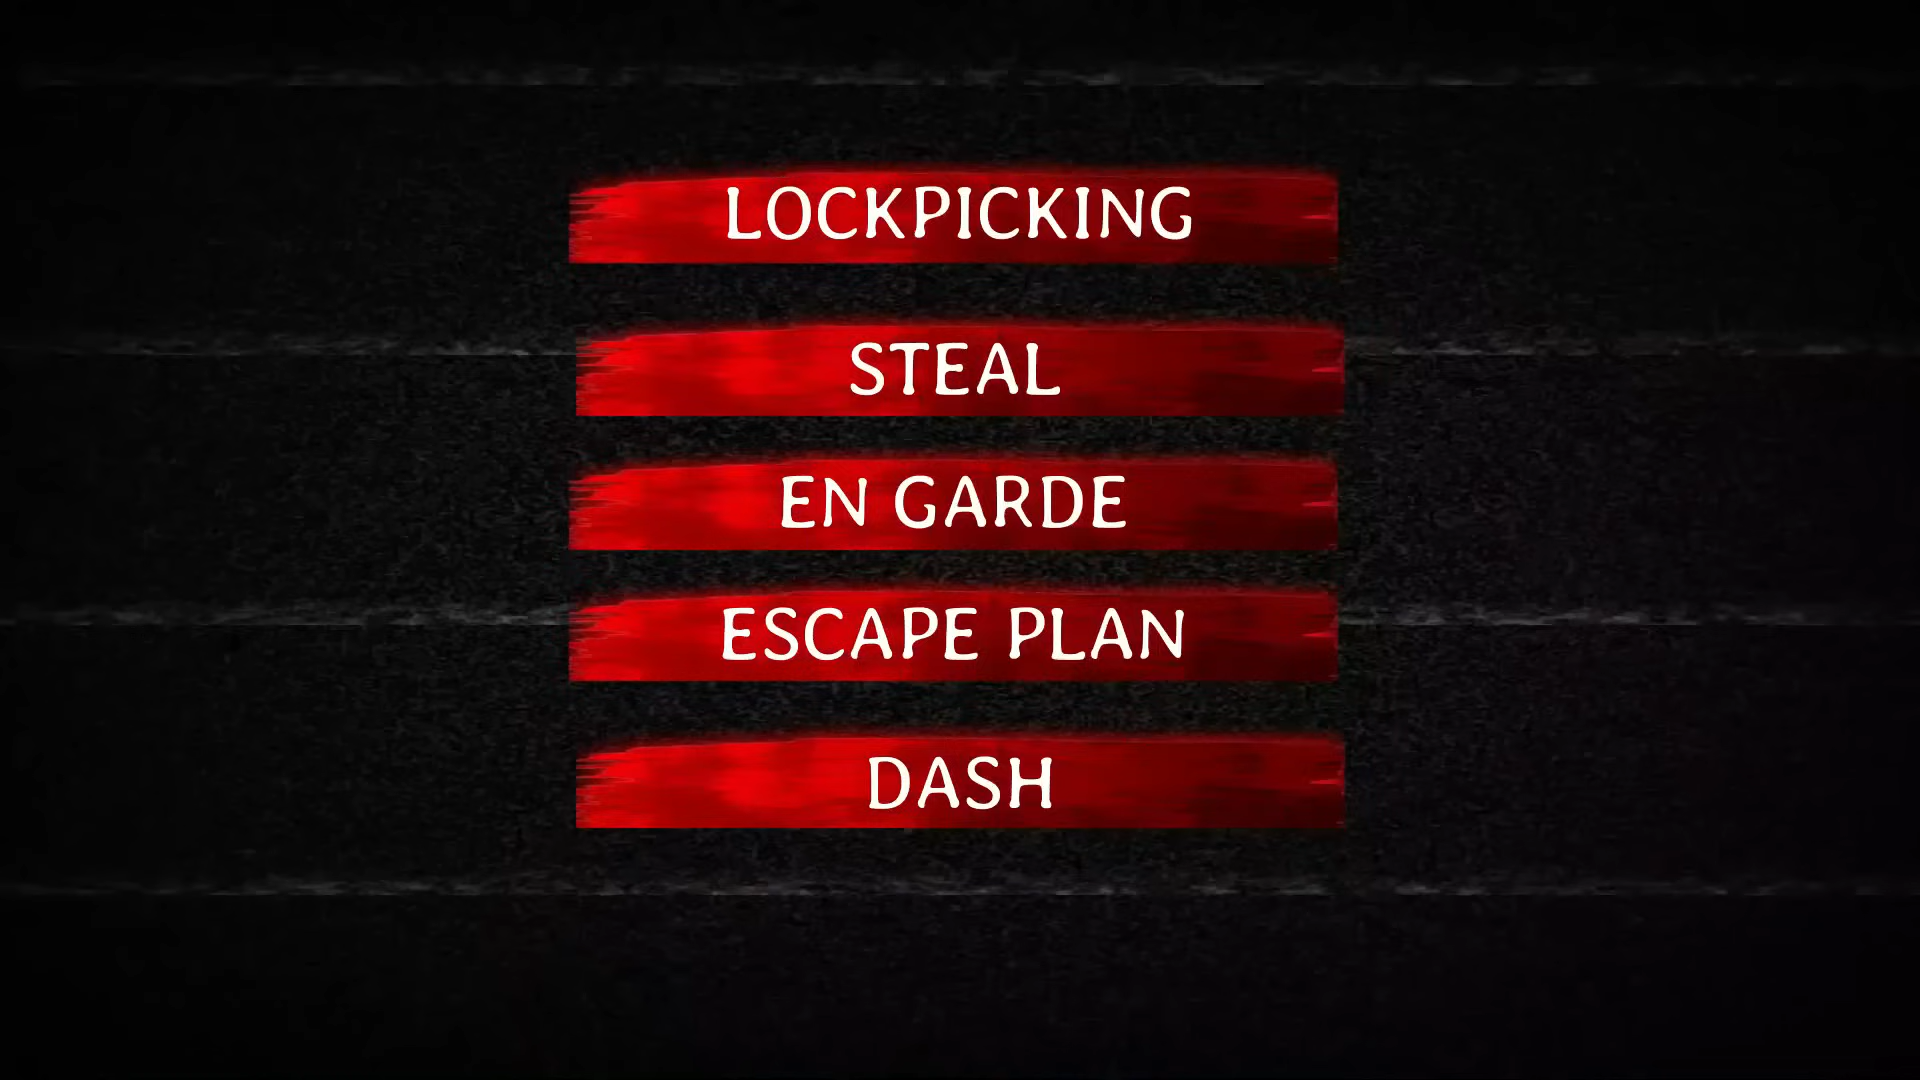 LOCKPICKING
STEAL
EN GARDE
ESCAPE PLAN
DASH